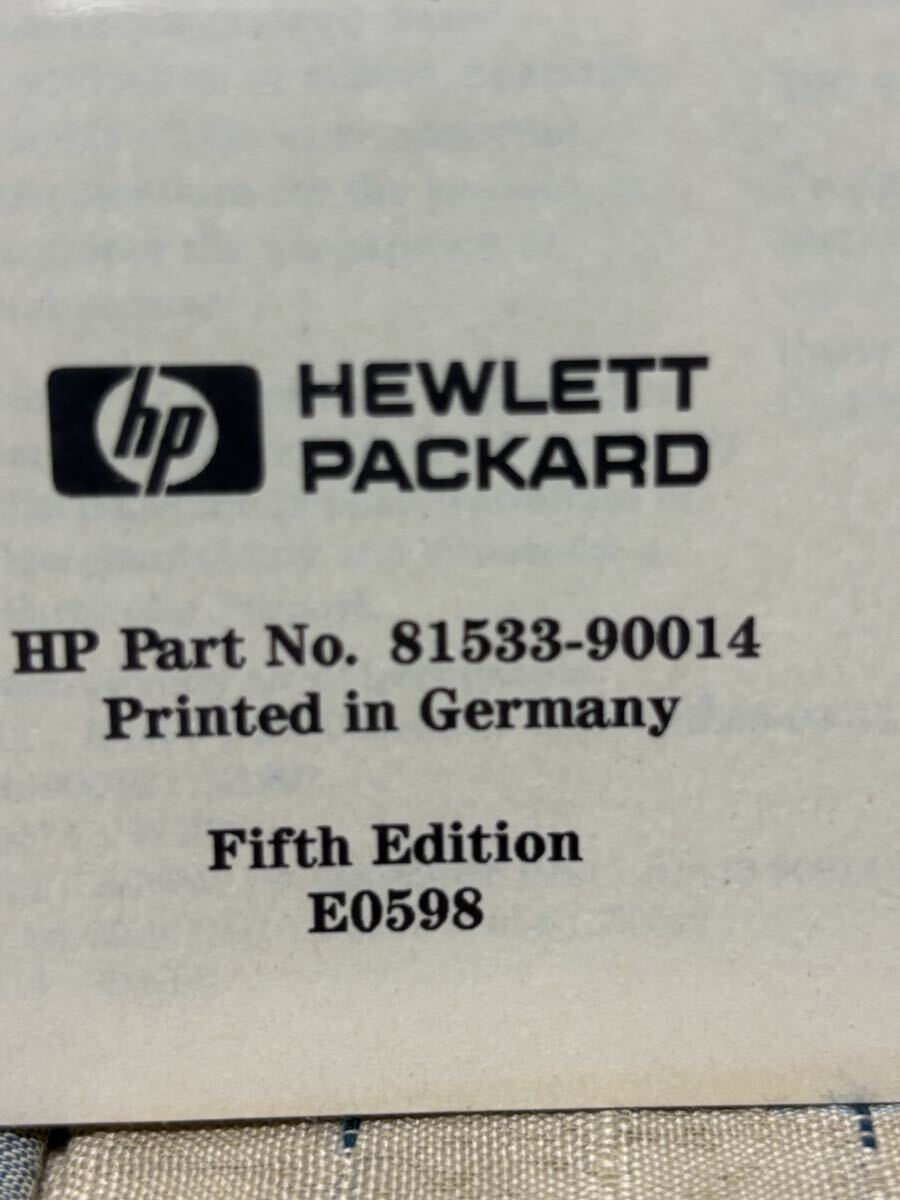 hp
HEWLETT
PACKARD
HP Part No. 81533-90014
Printed in Germany
Fifth Edition
E0598